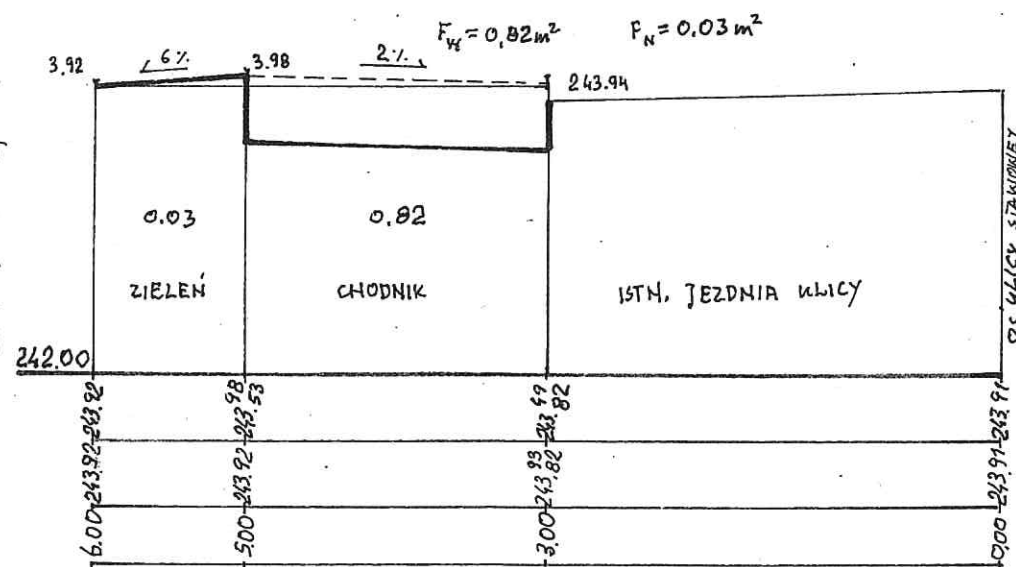 F_W = 0,82 m² F_N = 0.03 m²
3.92 6% 3.98 2% 243.94
0.03 0,82
ZIELEŃ CHODNIK ISTN. JEZDNIA ULICY
OŚ ULICY STAWOWEJ
242.00
243.92 243.98 243.53 243.49 243.82 243.91
243.92 243.92 243.93 243.82 243.91
6.00 5.00 3.00 0.00